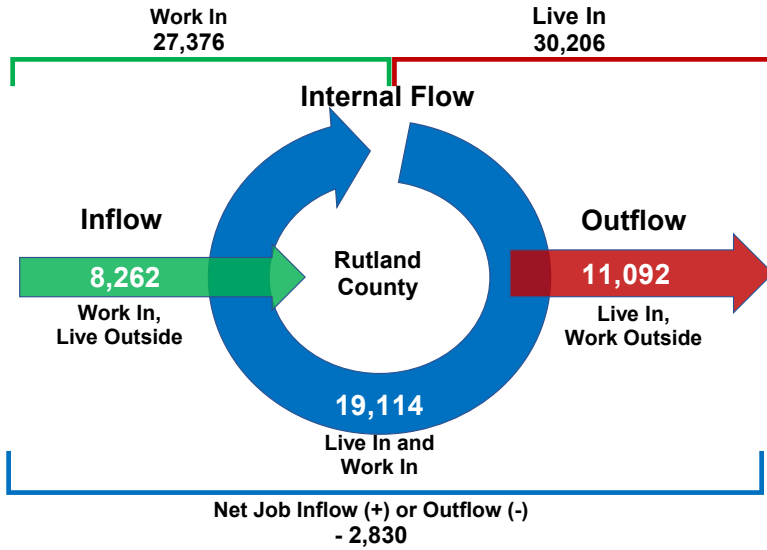 Work In
27,376
Live In
30,206
Internal Flow
Inflow
Outflow
8,262
Rutland
County
11,092
Work In,
Live Outside
Live In,
Work Outside
19,114
Live In and
Work In
Net Job Inflow (+) or Outflow (-)
- 2,830